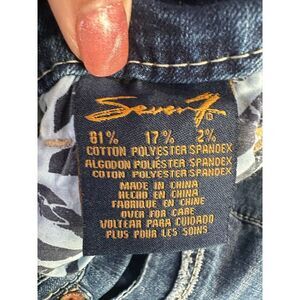 Seven7
81% 17% 2%
COTTON POLYESTER SPANDEX
ALGODON POLIÉSTER SPANDEX
COTON POLYESTER SPANDEX
MADE IN CHINA
HECHO EN CHINA
FABRIQUE EN CHINE
OVER FOR CARE
VOLTEAR PARA CUIDADO
PLUS POUR LES SOINS